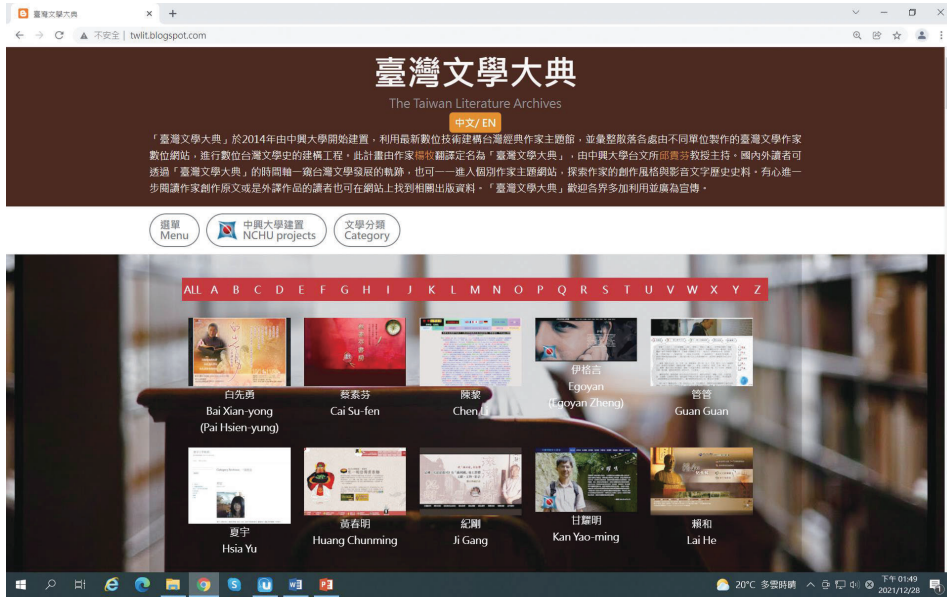 臺灣文學大典
不安全 | twlit.blogspot.com
臺灣文學大典
The Taiwan Literature Archives
中文/ EN
「臺灣文學大典」於2014年由中興大學開始建置，利用最新數位技術建構台灣經典作家主題館，並彙整散落各處由不同單位製作的臺灣文學作家
數位網站，進行數位台灣文學史的建構工程。此計畫由作家楊牧翻譯定名為「臺灣文學大典」，由中興大學台文所邱貴芬教授主持。國內外讀者可
透過「臺灣文學大典」的時間軸一窺台灣文學發展的軌跡，也可一一進入個別作家主題網站，探索作家的創作風格與影音文字歷史史料。有心進一
步閱讀作家創作原文或是外譯作品的讀者也可在網站上找到相關出版資料。「臺灣文學大典」歡迎各界多加利用並廣為宣傳。
選單
Menu
中興大學建置
NCHU projects
文學分類
Category
ALL A B C D E F G H I J K L M N O P Q R S T U V W X Y Z
白先勇
Bai Xian-yong
(Pai Hsien-yung)
蔡素芬
Cai Su-fen
陳黎
Chen Li
伊格言
Egoyan
(Egoyan Zheng)
管管
Guan Guan
夏宇
Hsia Yu
黃春明
Huang Chunming
紀剛
Ji Gang
甘耀明
Kan Yao-ming
賴和
Lai He
20°C 多雲時晴
下午 01:49
2021/12/28